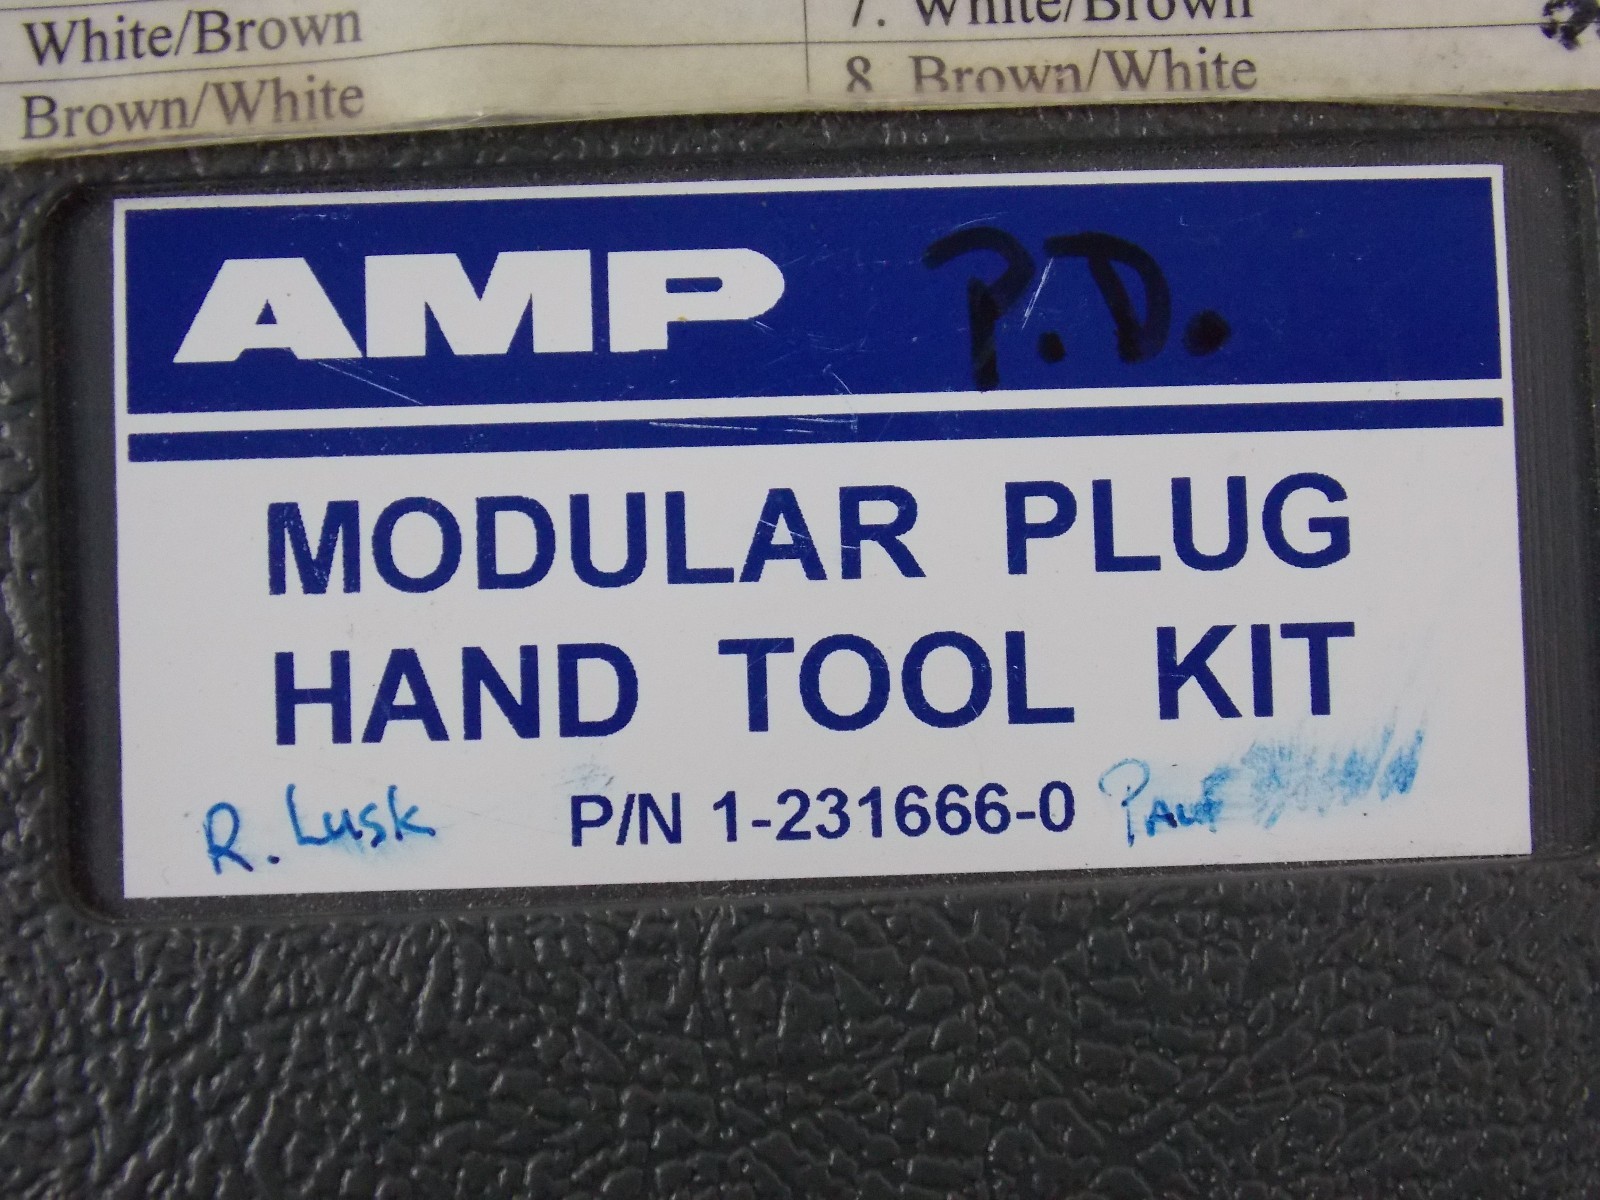 White/Brown 7. White/Brown
Brown/White 8. Brown/White
AMP P.D.
MODULAR PLUG
HAND TOOL KIT
R. Lusk P/N 1-231666-0 Paul